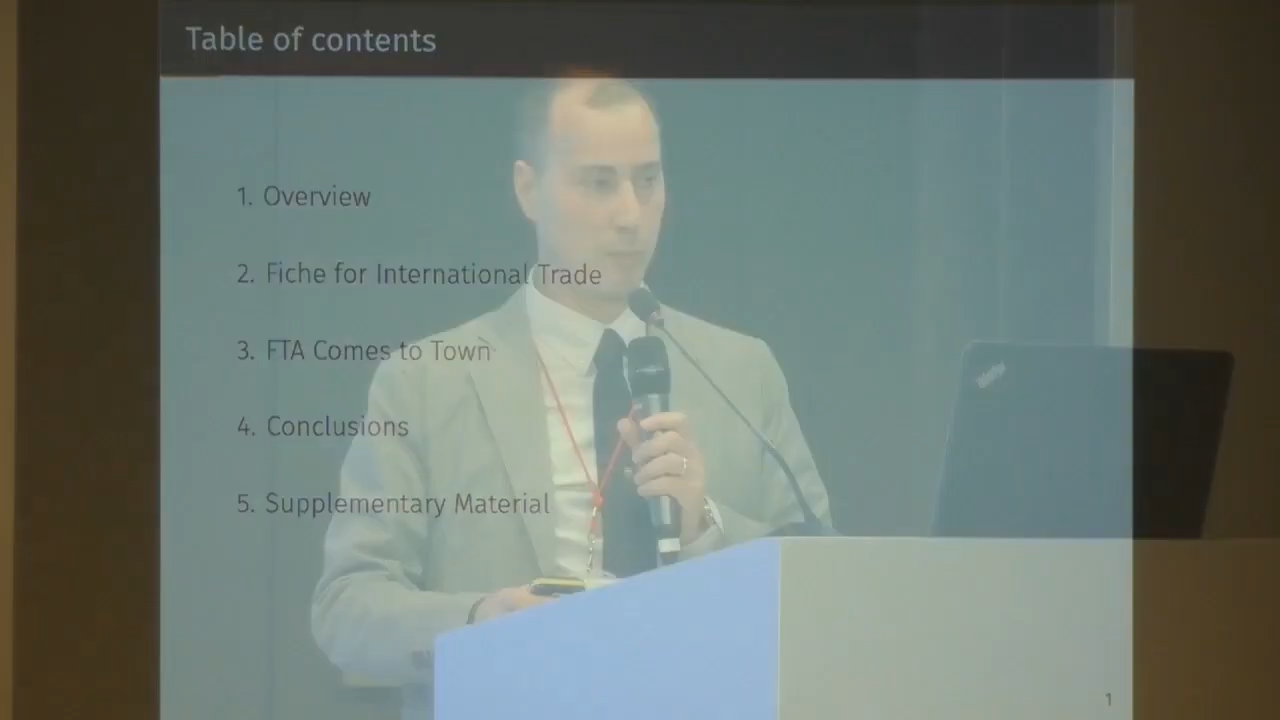 Table of contents
1. Overview
2. Fiche for International Trade
3. FTA Comes to Town
4. Conclusions
5. Supplementary Material
ThinkPad
1